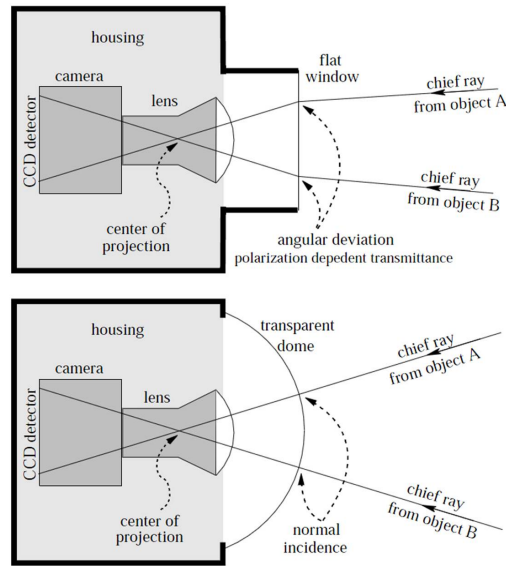 housing
camera
lens
CCD detector
center of
projection
flat
window
chief ray
from object A
chief ray
from object B
angular deviation
polarization depedent transmittance
housing
camera
lens
CCD detector
center of
projection
transparent
dome
chief ray
from object A
chief ray
from object B
normal
incidence